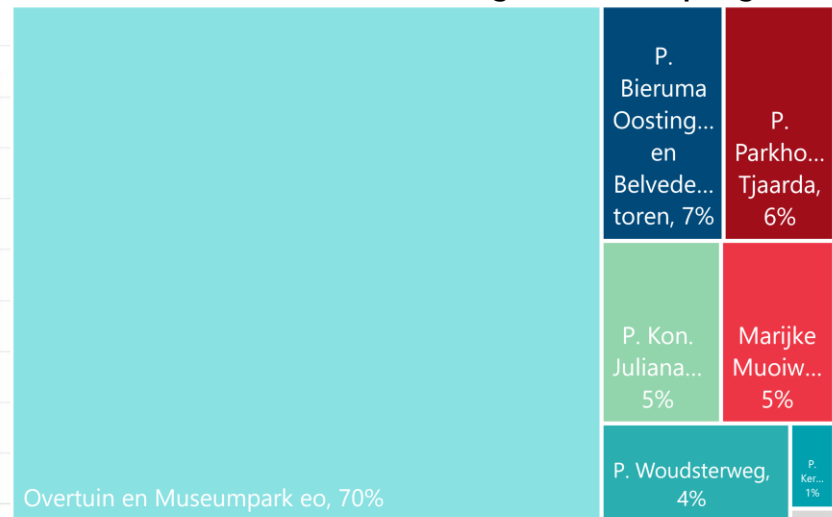 Overtuin en Museumpark eo, 70%
P.
Bieruma
Oosting...
en
Belvede...
toren, 7%
P.
Parkho...
Tjaarda,
6%
P. Kon.
Juliana...
5%
Marijke
Muoiw...
5%
P. Woudsterweg,
4%
P.
Ker...
1%